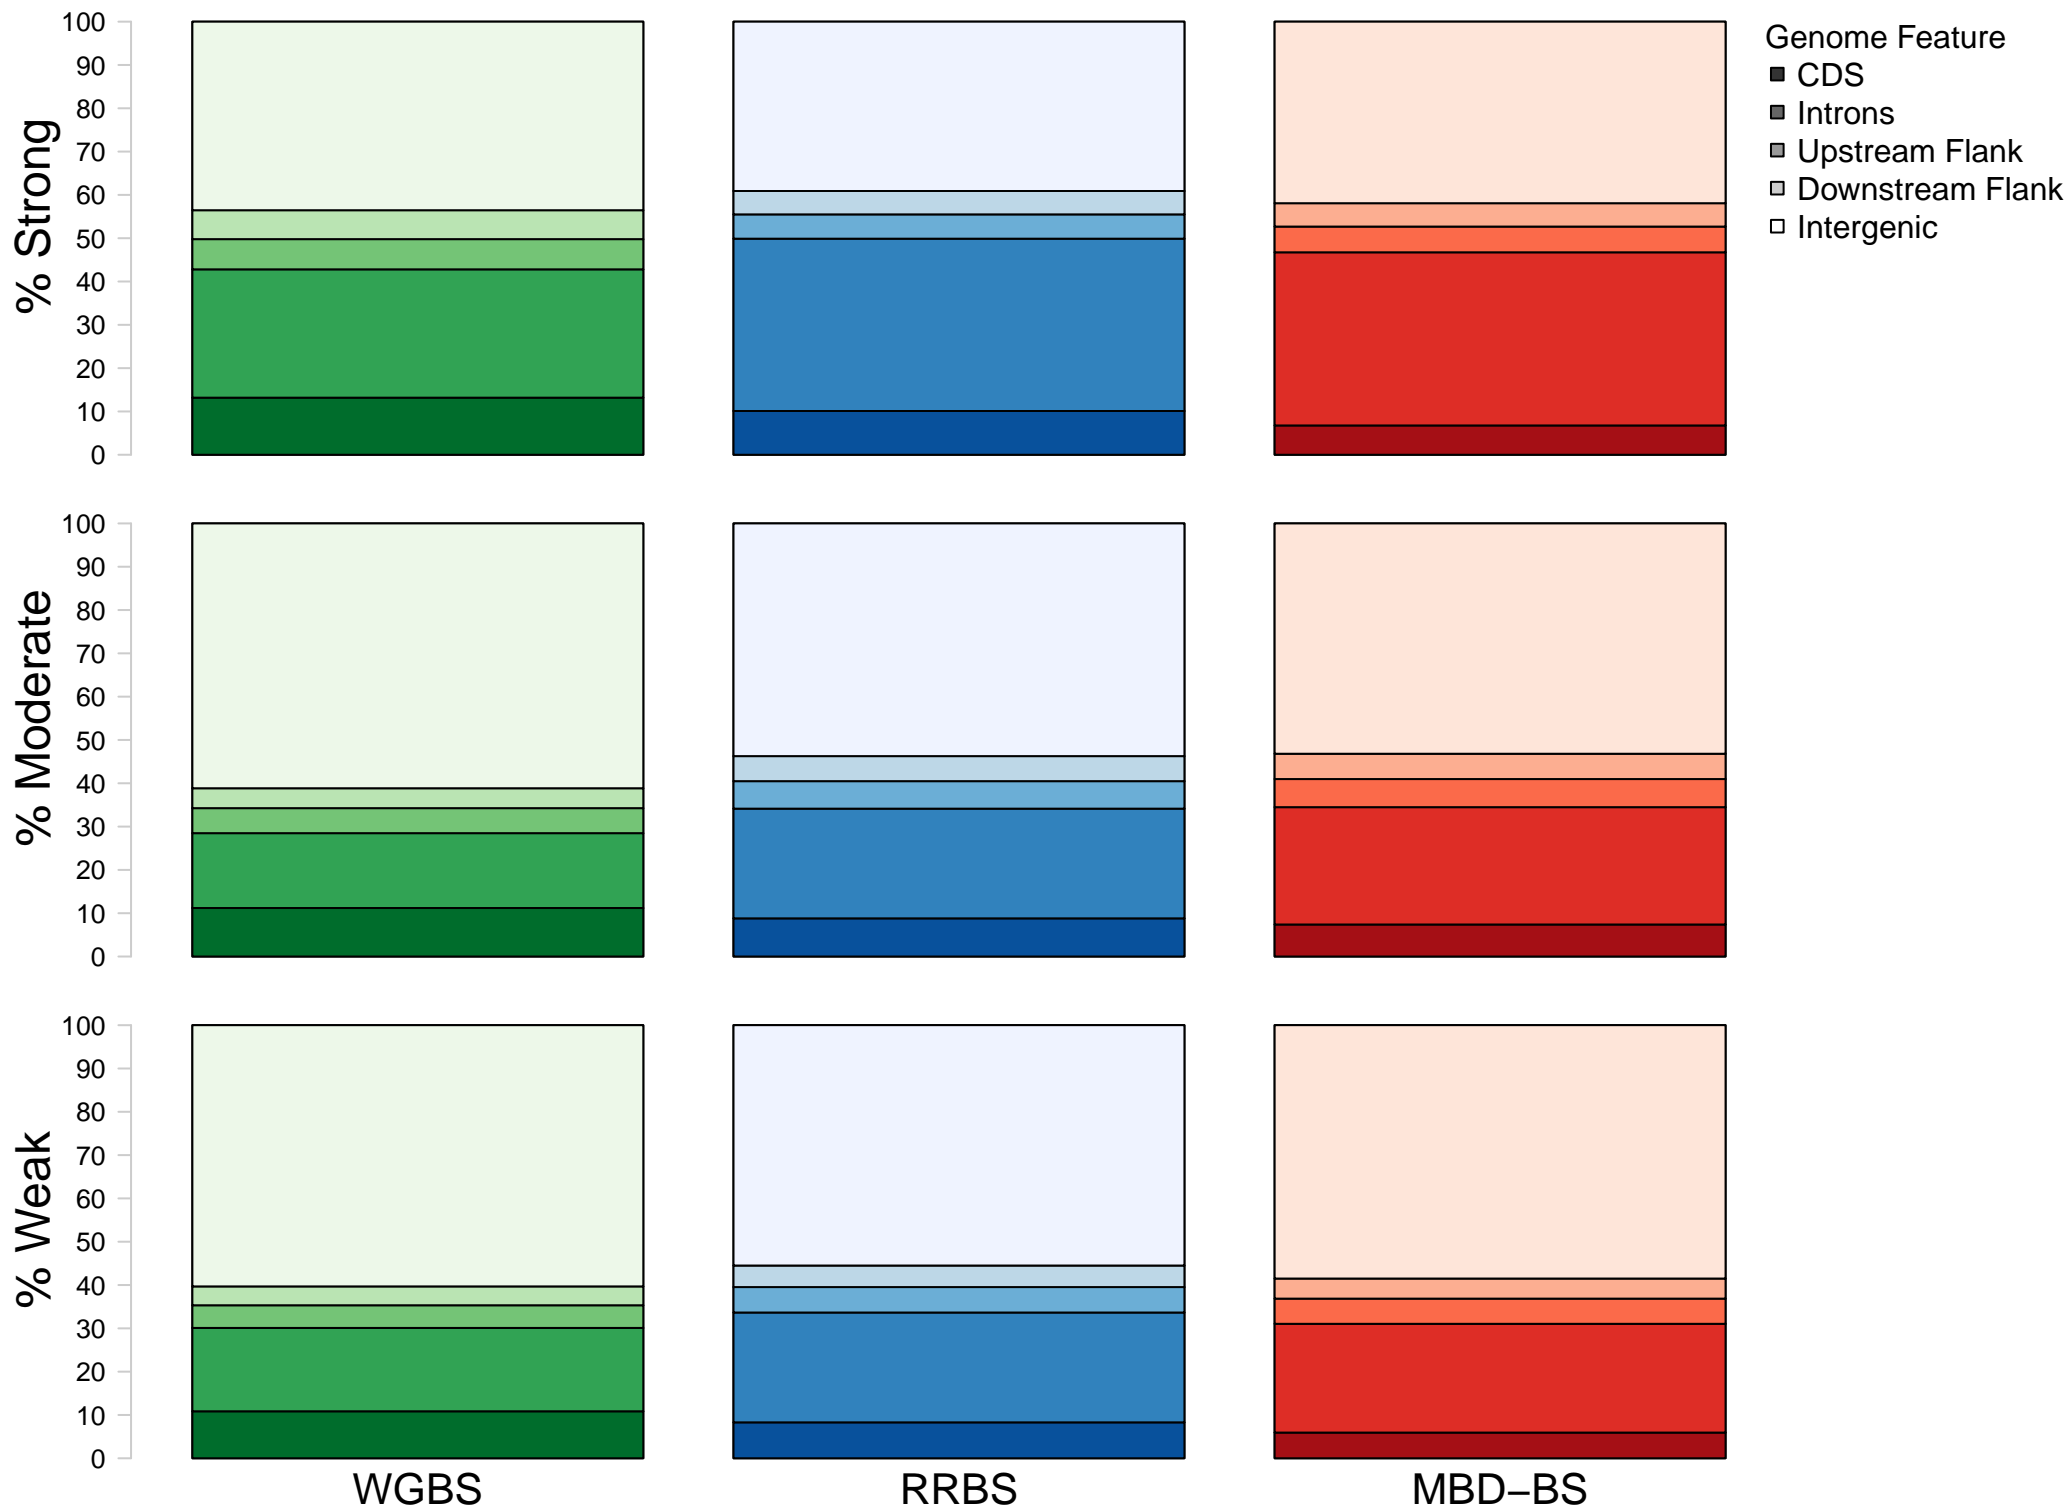 Genome Feature
CDS
Introns
Upstream Flank
Downstream Flank
Intergenic
% Strong
100
90
80
70
60
50
40
30
20
10
0
% Moderate
100
90
80
70
60
50
40
30
20
10
0
% Weak
100
90
80
70
60
50
40
30
20
10
0
WGBS
RRBS
MBD−BS